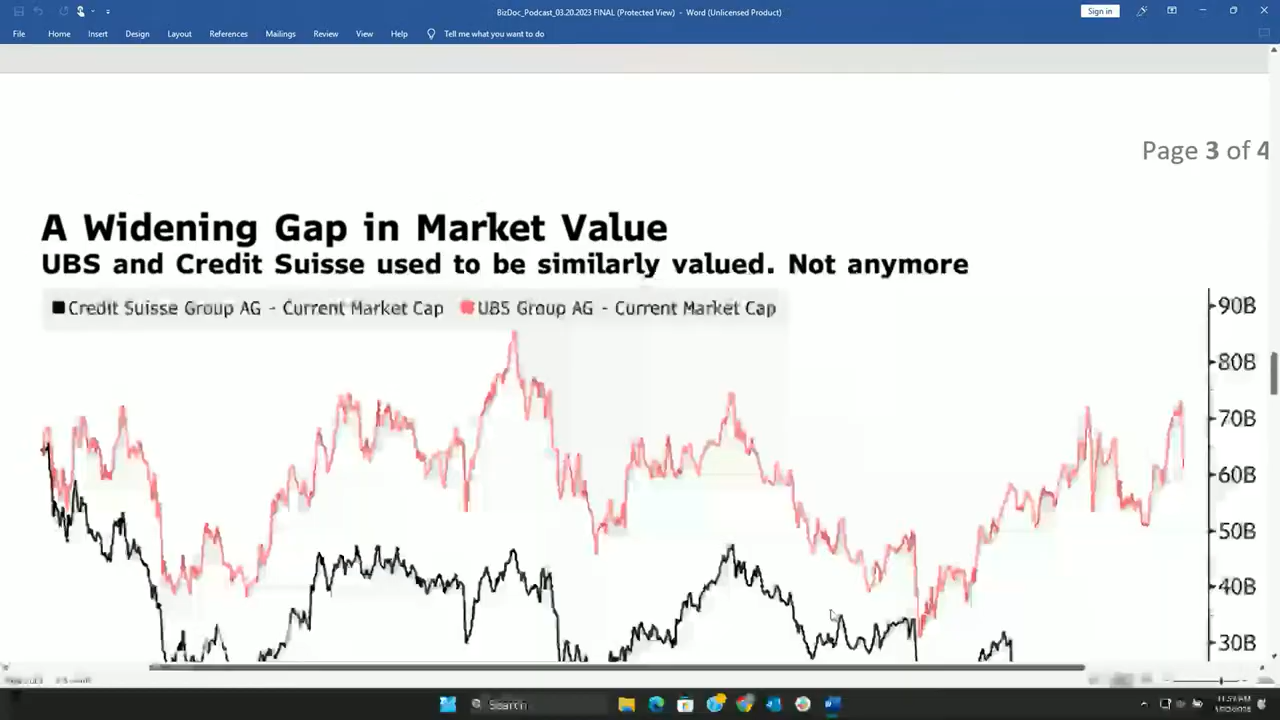 BizDoc_Podcast_03.20.2023 FINAL (Protected View) - Word (Unlicensed Product)
Sign in
File Home Insert Design Layout References Mailings Review View Help Tell me what you want to do
Page 3 of 4
A Widening Gap in Market Value
UBS and Credit Suisse used to be similarly valued. Not anymore
Credit Suisse Group AG - Current Market Cap UBS Group AG - Current Market Cap
90B
80B
70B
60B
50B
40B
30B
Search